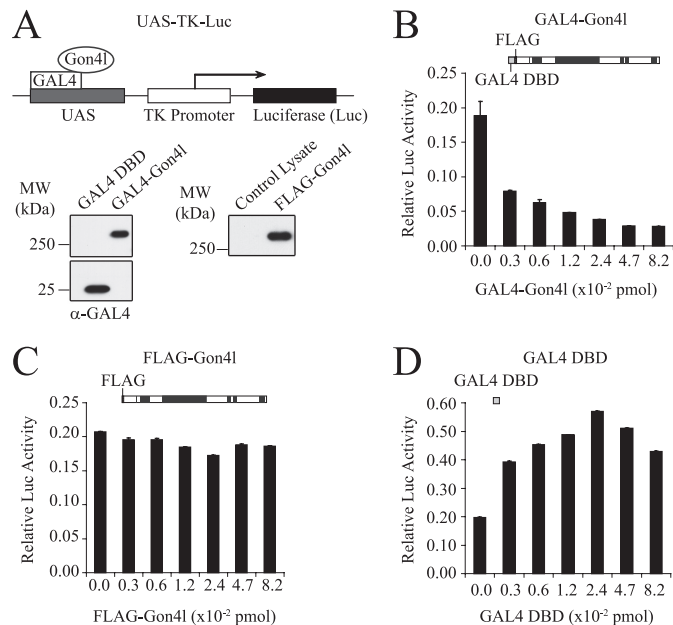 A
UAS-TK-Luc
Gon4l
GAL4
UAS
TK Promoter
Luciferase (Luc)
MW
(kDa)
GAL4 DBD
GAL4-Gon4l
250
25
α-GAL4
MW
(kDa)
Control Lysate
FLAG-Gon4l
250
B
GAL4-Gon4l
FLAG
GAL4 DBD
Relative Luc Activity
0.25
0.20
0.15
0.10
0.05
0.00
0.0 0.3 0.6 1.2 2.4 4.7 8.2
GAL4-Gon4l (x10⁻² pmol)
C
FLAG-Gon4l
FLAG
Relative Luc Activity
0.25
0.20
0.15
0.10
0.05
0.00
0.0 0.3 0.6 1.2 2.4 4.7 8.2
FLAG-Gon4l (x10⁻² pmol)
D
GAL4 DBD
GAL4 DBD
Relative Luc Activity
0.60
0.50
0.40
0.30
0.20
0.10
0.00
0.0 0.3 0.6 1.2 2.4 4.7 8.2
GAL4 DBD (x10⁻² pmol)